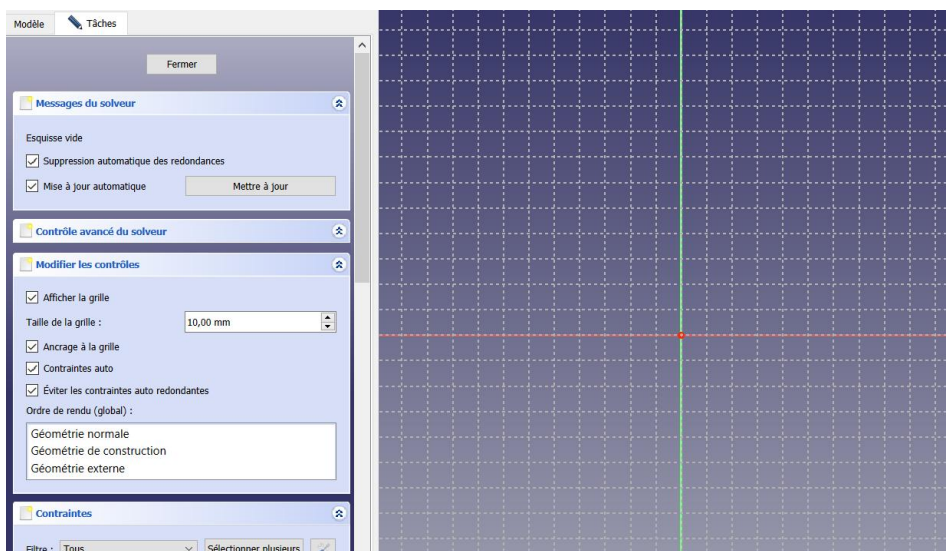 Modèle
Tâches
Fermer
Messages du solveur
Esquisse vide
Suppression automatique des redondances
Mise à jour automatique
Mettre à jour
Contrôle avancé du solveur
Modifier les contrôles
Afficher la grille
Taille de la grille :
10,00 mm
Ancrage à la grille
Contraintes auto
Éviter les contraintes auto redondantes
Ordre de rendu (global) :
Géométrie normale
Géométrie de construction
Géométrie externe
Contraintes
Filtre : Tous
Sélectionner plusieurs